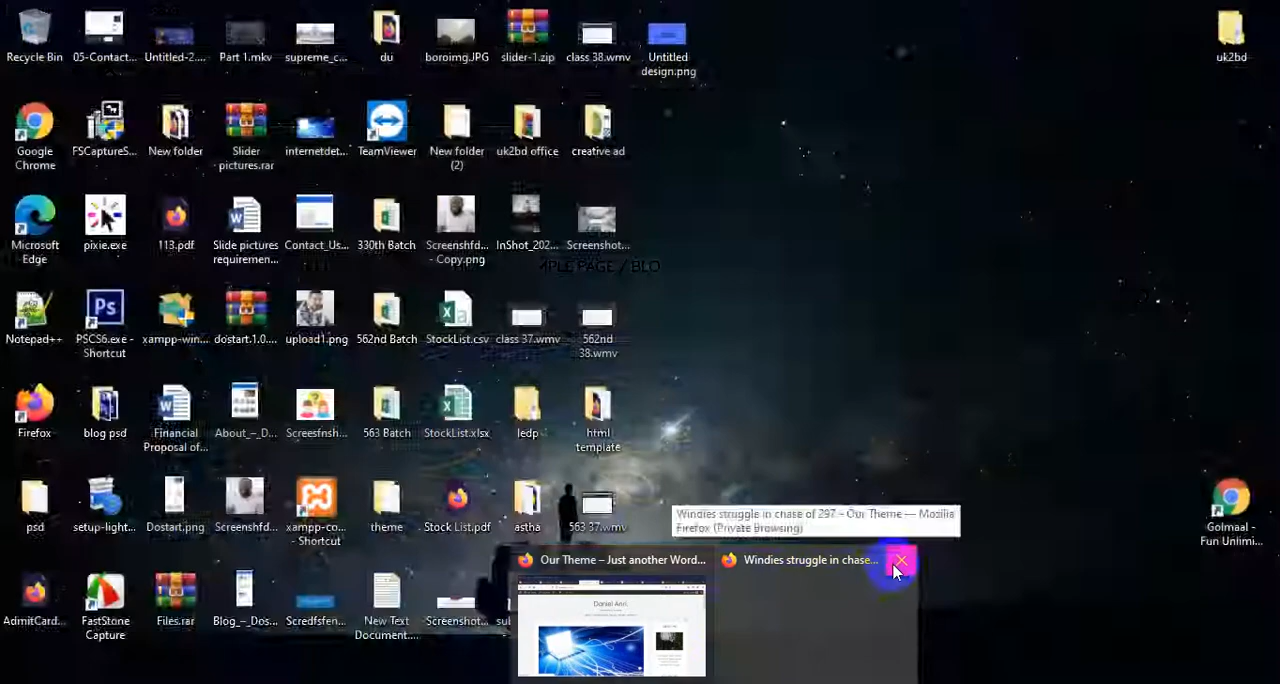 Recycle Bin
05-Contact...
Untitled-2....
Part 1.mkv
supreme_c...
du
boroimg.JPG
slider-1.zip
class 38.wmv
Untitled
design.png
uk2bd
Google
Chrome
FSCaptureS...
New folder
Slider
pictures.rar
internetdet...
TeamViewer
New folder
(2)
uk2bd office
creative ad
Microsoft
Edge
pixie.exe
113.pdf
Slide pictures
requiremen...
Contact_Us...
330th Batch
Screenshfd...
- Copy.png
InShot_202...
Screenshot...
MPLE PAGE / BLO
Notepad++
PSCS6.exe -
Shortcut
xampp-win...
dostart.1.0....
upload1.png
562nd Batch
StockList.csv
class 37.wmv
562nd
38.wmv
Firefox
blog psd
Financial
Proposal of...
About_–_D...
Screesfnsh...
563 Batch
StockList.xlsx
ledp
html
template
psd
setup-light...
Dostart.png
Screenshfd...
xampp-co...
- Shortcut
theme
Stock List.pdf
astha
563 37.wmv
Golmaal -
Fun Unlimi...
Windies struggle in chase of 297 – Our Theme — Mozilla
Firefox (Private Browsing)
Our Theme – Just another Word...
Windies struggle in chase...
Daniel Ann.
AdmitCard...
FastStone
Capture
Files.rar
Blog_–_Dos...
Scredfsfen...
New Text
Document....
Screenshot...